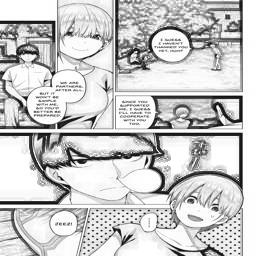 I GUESS
I HAVEN'T
THANKED YOU
YET, HUH?
WE ARE
PARTNERS,
AFTER ALL.
BUT IT
WON'T BE
SIMPLE
WITH ME,
SO YOU'D
BETTER BE
PREPARED.
SINCE YOU
SUPPORTED
ME, I GUESS
I'LL HAVE TO
COOPERATE
WITH YOU
TOO.
ZEEZ!